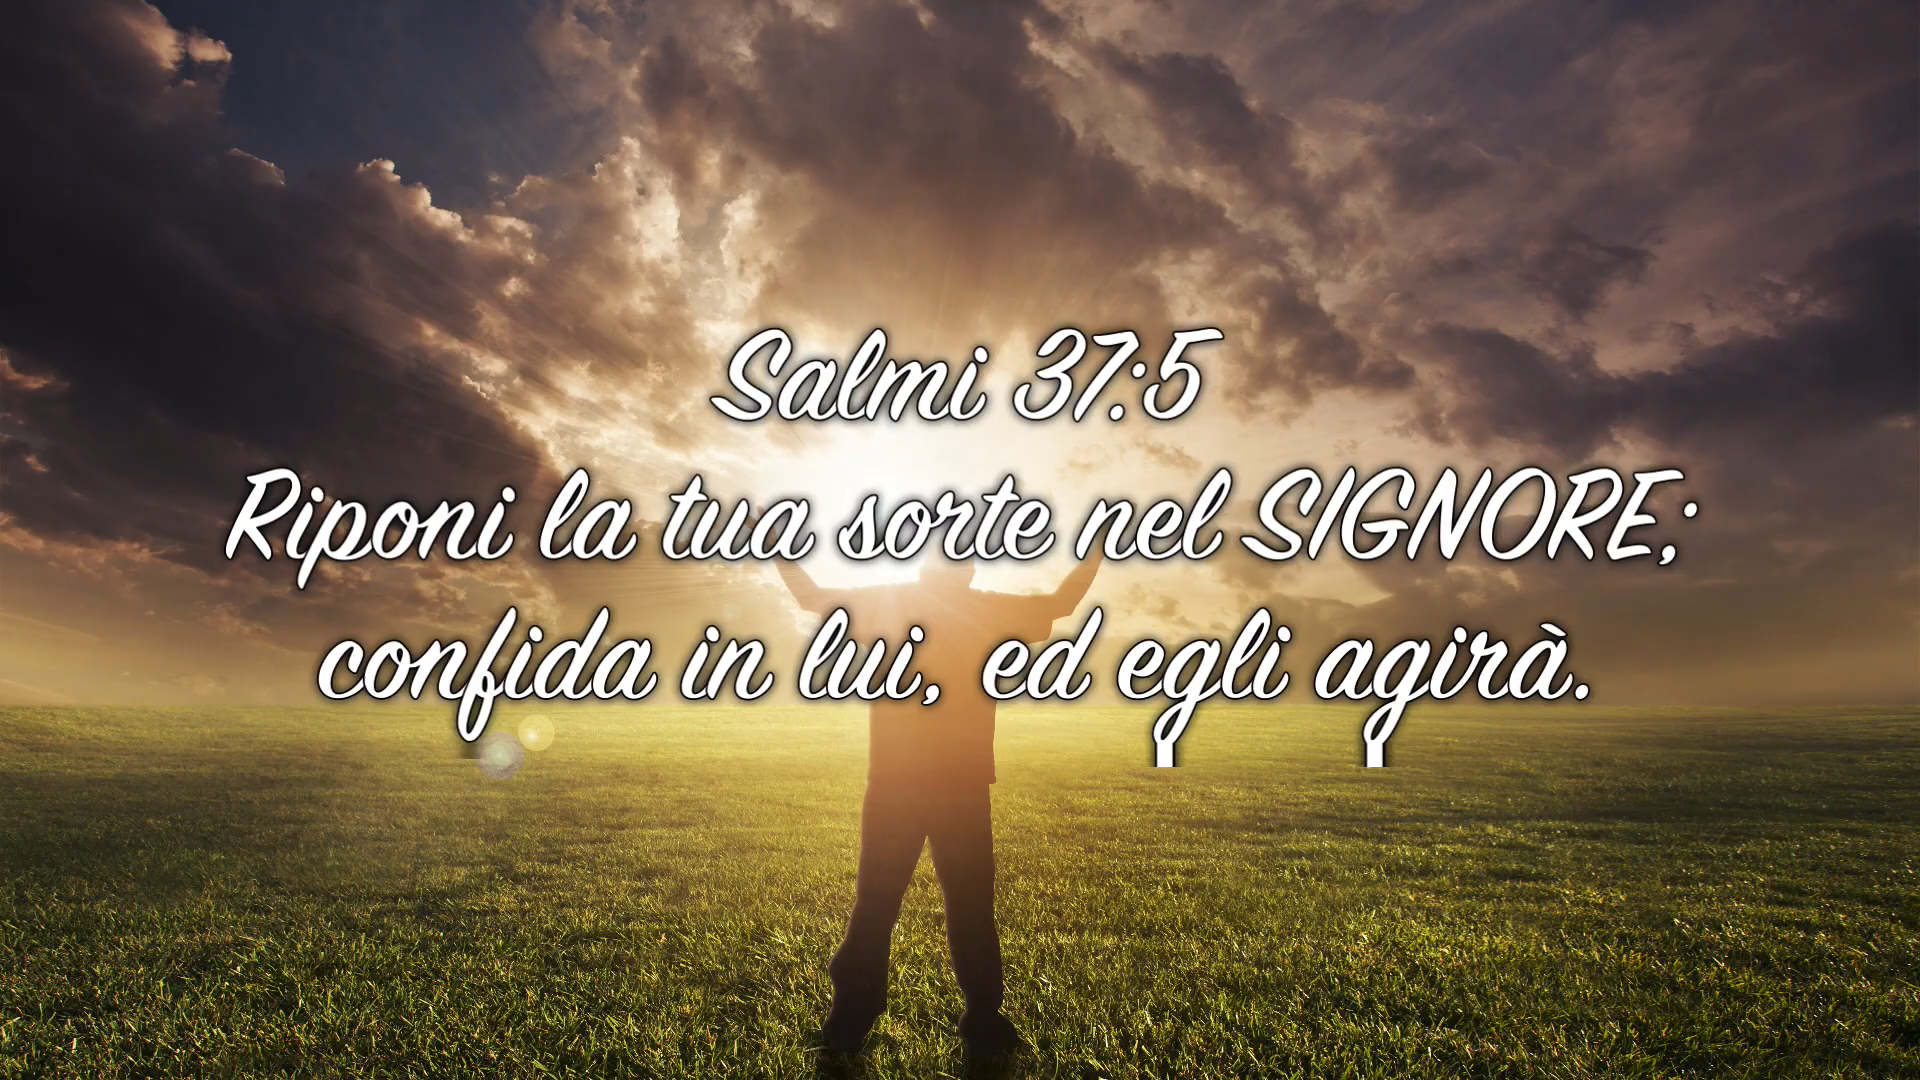 Salmi 37:5
Riponi la tua sorte nel SIGNORE;
confida in lui, ed egli agirà.